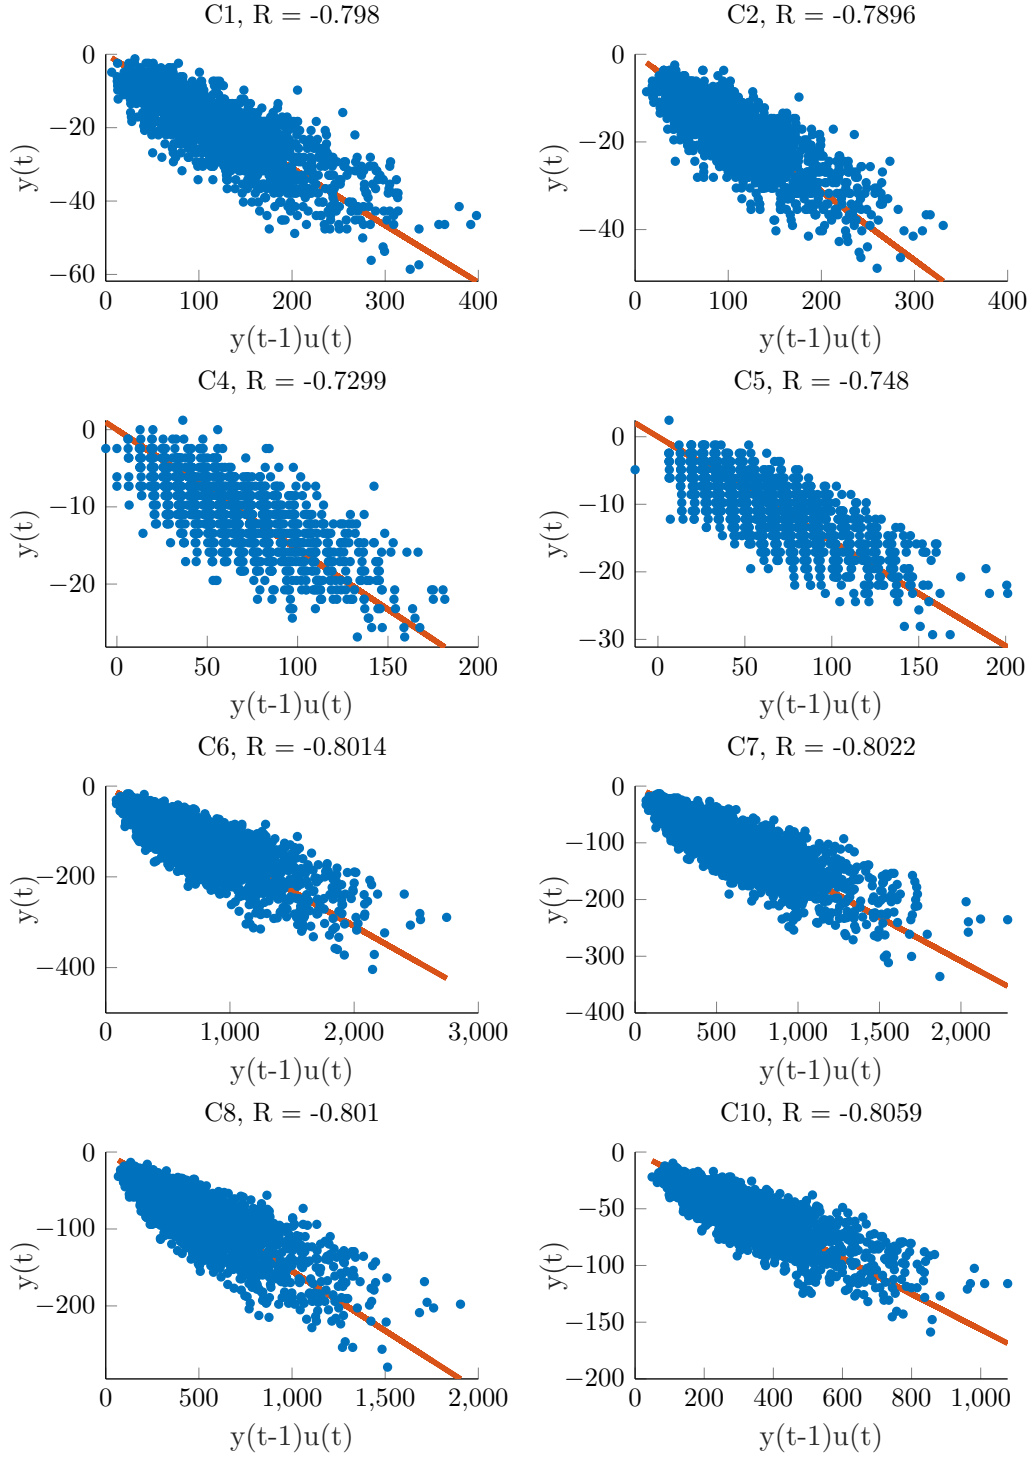 C1, R = -0.798
y(t)
0
−20
−40
−60
0 100 200 300 400
y(t-1)u(t)
C2, R = -0.7896
y(t)
0
−20
−40
0 100 200 300 400
y(t-1)u(t)
C4, R = -0.7299
y(t)
0
−10
−20
0 50 100 150 200
y(t-1)u(t)
C5, R = -0.748
y(t)
0
−10
−20
−30
0 50 100 150 200
y(t-1)u(t)
C6, R = -0.8014
y(t)
0
−200
−400
0 1,000 2,000 3,000
y(t-1)u(t)
C7, R = -0.8022
y(t)
0
−100
−200
−300
−400
0 500 1,000 1,500 2,000
y(t-1)u(t)
C8, R = -0.801
y(t)
0
−100
−200
0 500 1,000 1,500 2,000
y(t-1)u(t)
C10, R = -0.8059
y(t)
0
−50
−100
−150
−200
0 200 400 600 800 1,000
y(t-1)u(t)